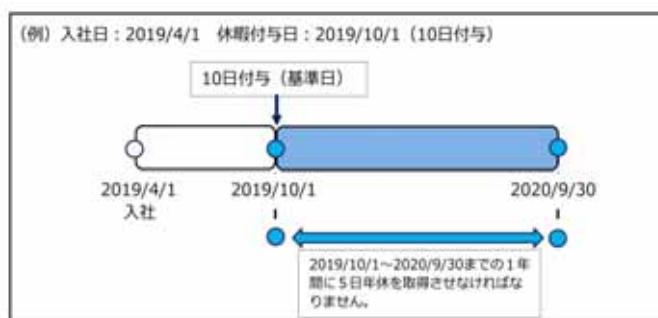 （例）入社日：2019/4/1　休暇付与日：2019/10/1（10日付与）
10日付与（基準日）
2019/4/1
入社
2019/10/1
2020/9/30
2019/10/1～2020/9/30までの１年
間に５日年休を取得させなければな
りません。